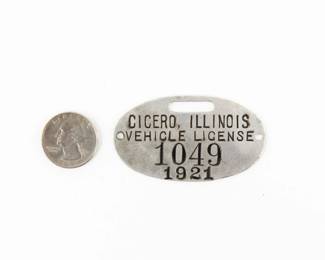 CICERO, ILLINOIS
VEHICLE LICENSE
1049
1921